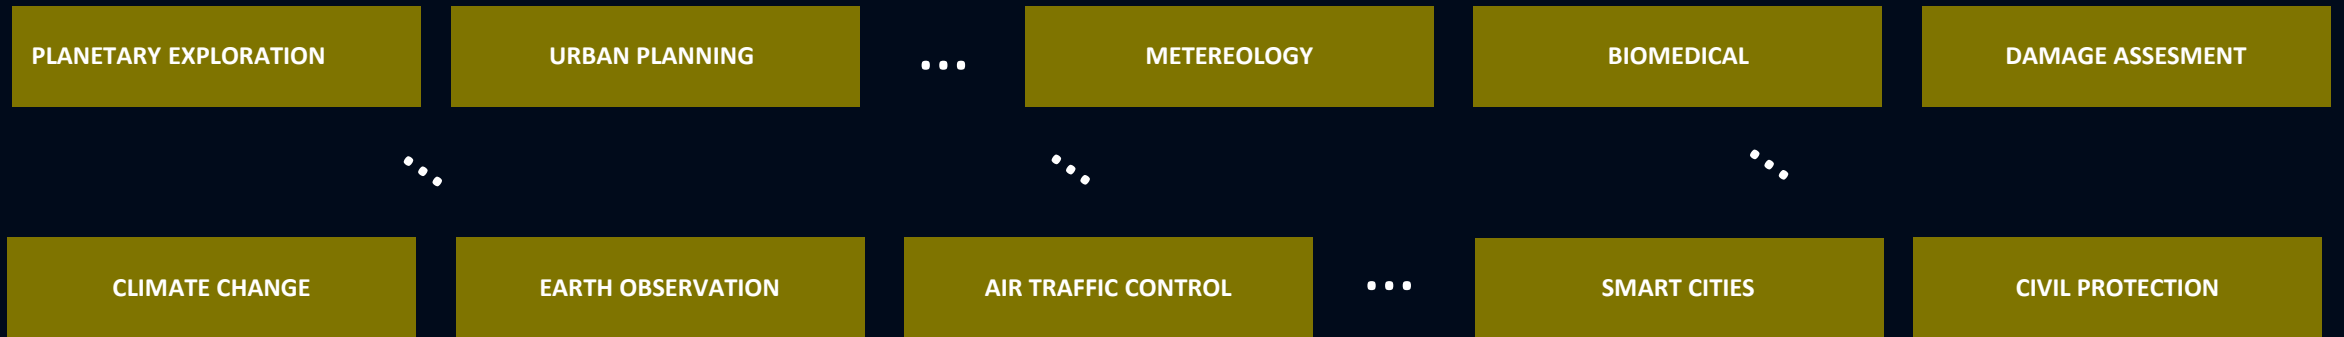 PLANETARY EXPLORATION
URBAN PLANNING
...
METEREOLOGY
BIOMEDICAL
DAMAGE ASSESMENT
...
...
...
CLIMATE CHANGE
EARTH OBSERVATION
AIR TRAFFIC CONTROL
...
SMART CITIES
CIVIL PROTECTION